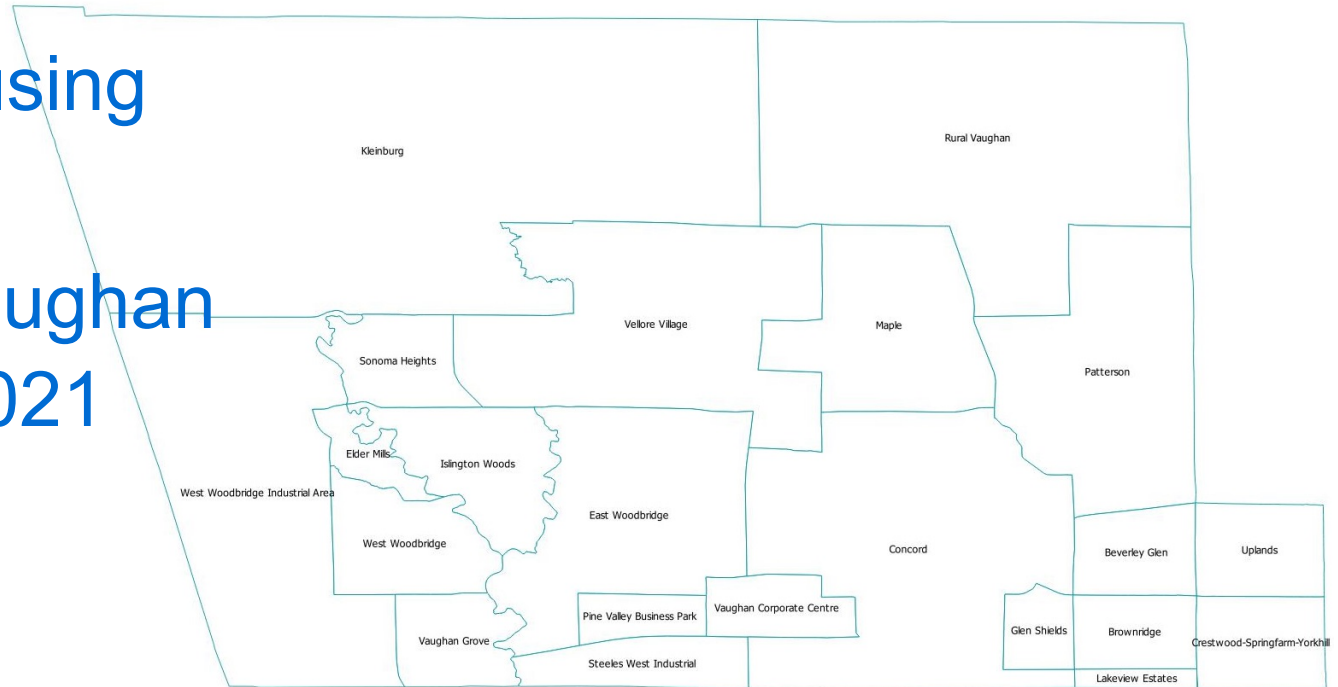 using
ughan
021
Kleinburg
Rural Vaughan
Vellore Village
Maple
Sonoma Heights
Patterson
Elder Mills
Islington Woods
West Woodbridge Industrial Area
East Woodbridge
West Woodbridge
Concord
Beverley Glen
Uplands
Vaughan Corporate Centre
Pine Valley Business Park
Glen Shields
Brownridge
Vaughan Grove
Crestwood-Springfarm-Yorkhill
Steeles West Industrial
Lakeview Estates